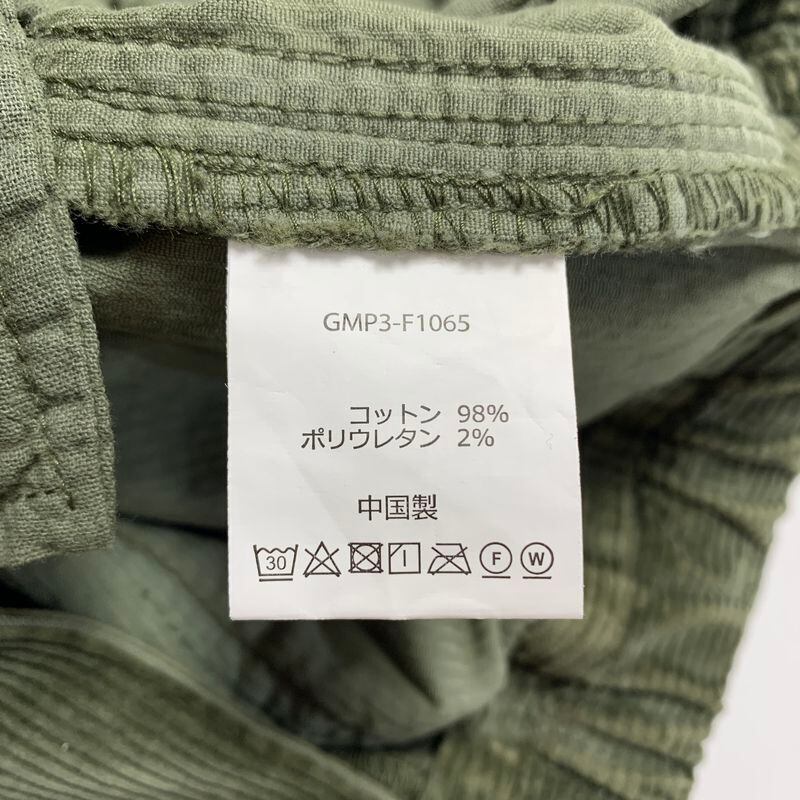 GMP3-F1065
コットン 98%
ポリウレタン 2%
中国製
30 F W